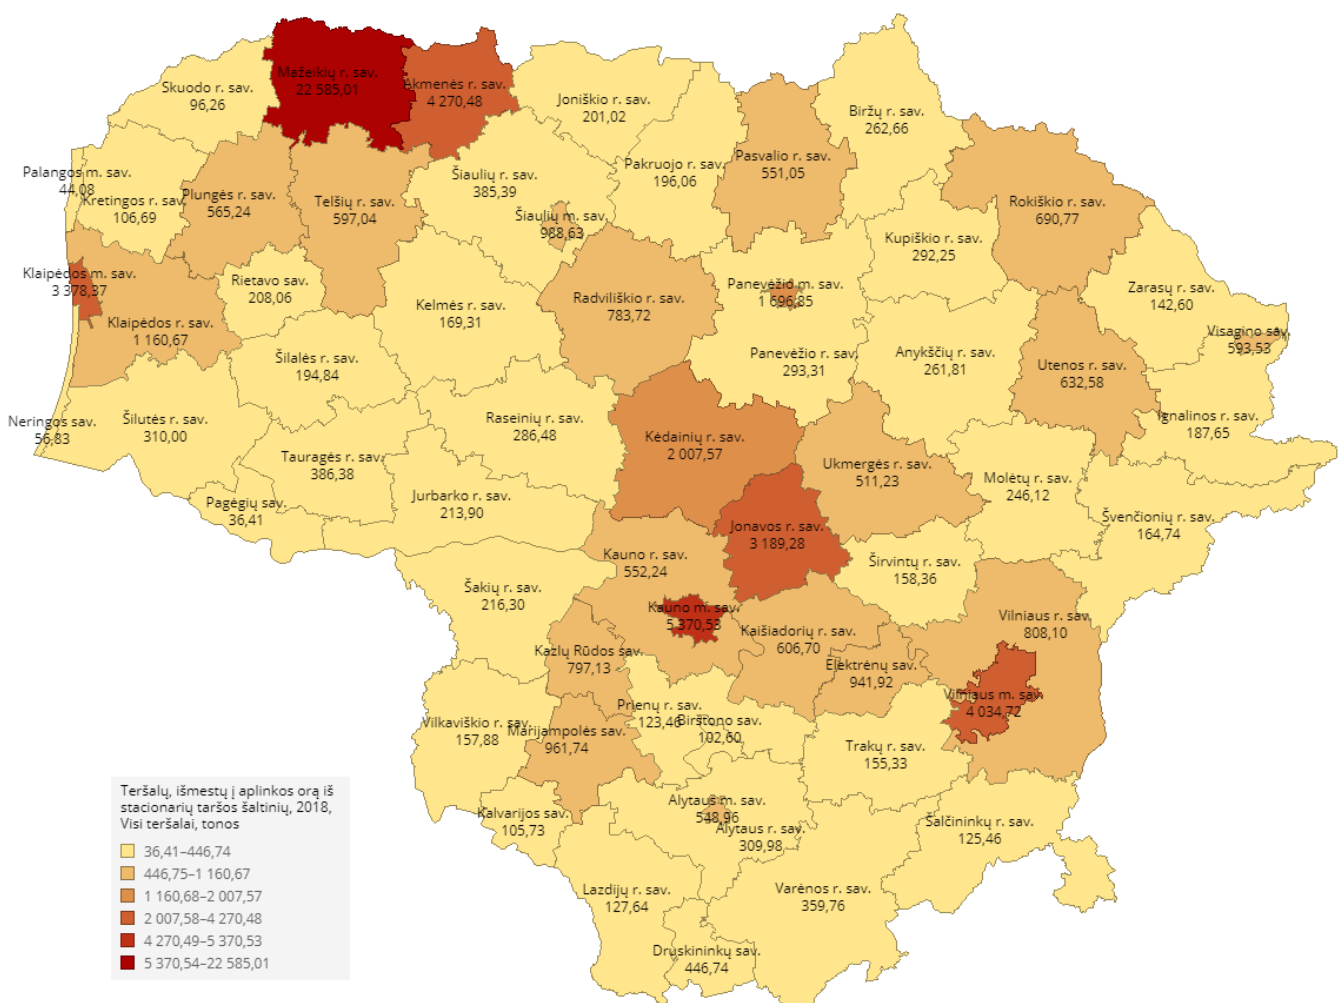 Mažeikių r. sav.
22 585,01
Akmenės r. sav.
4 270,48
Skuodo r. sav.
96,26
Joniškio r. sav.
201,02
Biržų r. sav.
262,66
Pasvalio r. sav.
551,05
Pakruojo r. sav.
196,06
Palangos m. sav.
44,08
Kretingos r. sav.
106,69
Plungės r. sav.
565,24
Telšių r. sav.
597,04
Šiaulių r. sav.
385,39
Šiaulių m. sav.
988,63
Rokiškio r. sav.
690,77
Kupiškio r. sav.
292,25
Klaipėdos m. sav.
3 378,37
Rietavo sav.
208,06
Panevėžio m. sav.
1 696,85
Zarasų r. sav.
142,60
Radviliškio r. sav.
783,72
Kelmės r. sav.
169,31
Klaipėdos r. sav.
1 160,67
Visagino sav.
593,53
Šilalės r. sav.
194,84
Panevėžio r. sav.
293,31
Anykščių r. sav.
261,81
Utenos r. sav.
632,58
Neringos sav.
56,83
Šilutės r. sav.
310,00
Raseinių r. sav.
286,48
Ignalinos r. sav.
187,65
Kėdainių r. sav.
2 007,57
Tauragės r. sav.
386,38
Ukmergės r. sav.
511,23
Molėtų r. sav.
246,12
Pagėgių sav.
36,41
Jurbarko r. sav.
213,90
Švenčionių r. sav.
164,74
Jonavos r. sav.
3 189,28
Kauno r. sav.
552,24
Širvintų r. sav.
158,36
Šakių r. sav.
216,30
Kauno m. sav.
5 370,53
Vilniaus r. sav.
808,10
Kaišiadorių r. sav.
606,70
Kazlų Rūdos sav.
797,13
Elektrėnų sav.
941,92
Vilniaus m. sav.
4 034,72
Prienų r. sav.
123,46
Birštono sav.
102,60
Vilkaviškio r. sav.
157,88
Marijampolės sav.
961,74
Trakų r. sav.
155,33
Alytaus m. sav.
548,96
Kalvarijos sav.
105,73
Alytaus r. sav.
309,98
Šalčininkų r. sav.
125,46
Lazdijų r. sav.
127,64
Varėnos r. sav.
359,76
Druskininkų sav.
446,74
Teršalų, išmestų į aplinkos orą iš
stacionarių taršos šaltinių, 2018,
Visi teršalai, tonos
36,41–446,74
446,75–1 160,67
1 160,68–2 007,57
2 007,58–4 270,48
4 270,49–5 370,53
5 370,54–22 585,01